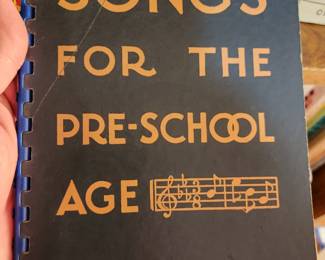 SONGS
FOR THE
PRE-SCHOOL
AGE